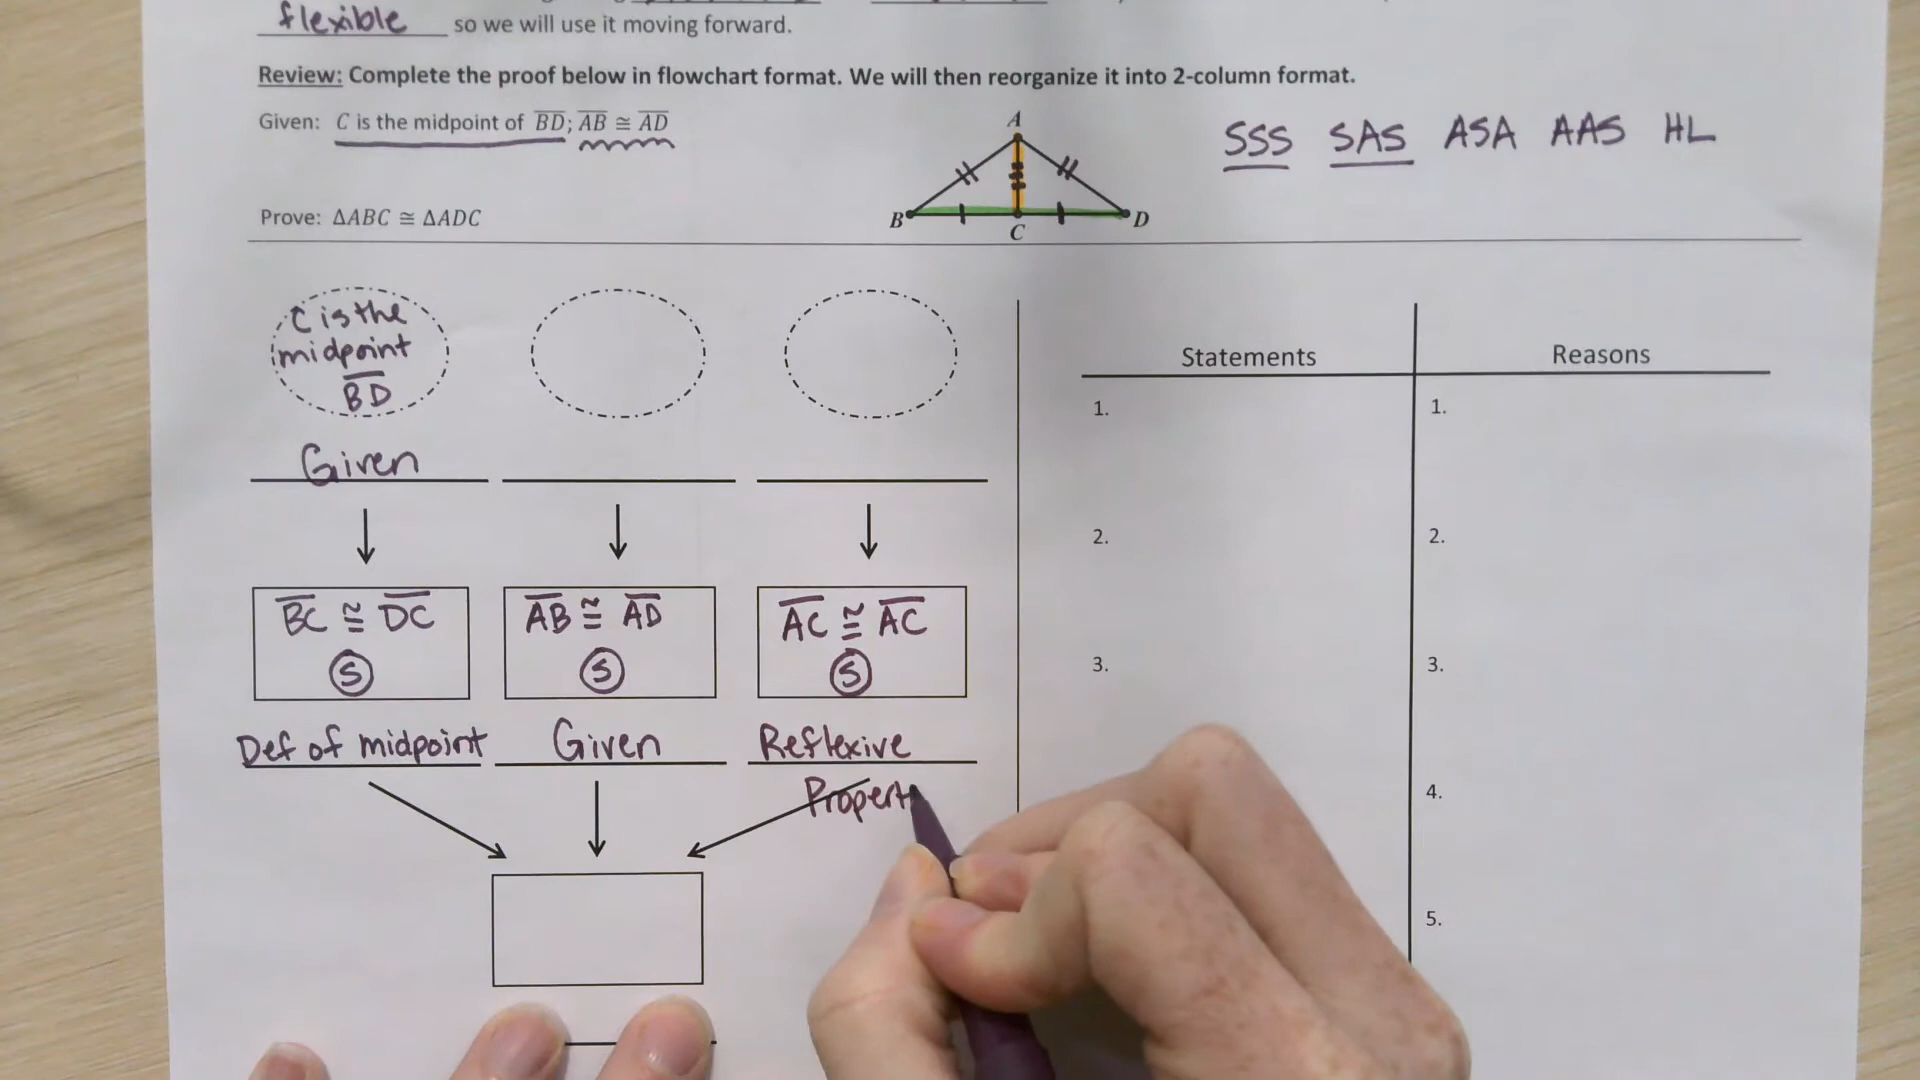 flexible so we will use it moving forward.
Review: Complete the proof below in flowchart format. We will then reorganize it into 2-column format.
Given: C is the midpoint of BD; AB ≅ AD
SSS SAS ASA AAS HL
A
B
C
D
Prove: ΔABC ≅ ΔADC
C is the
midpoint
BD
Given
BC ≅ DC
S
Def of midpoint
AB ≅ AD
S
Given
AC ≅ AC
S
Reflexive
Propert
Statements
Reasons
1.
1.
2.
2.
3.
3.
4.
5.